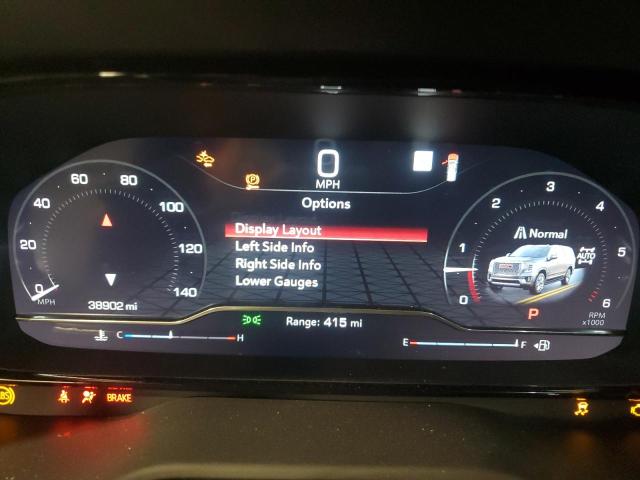 0
MPH
Options
Display Layout
Left Side Info
Right Side Info
Lower Gauges
0 20 40 60 80 100 120 140
MPH
38902 mi
0 1 2 3 4 5 6
Normal
AUTO
P
RPM
x1000
C H
Range: 415 mi
E F
ABS
BRAKE